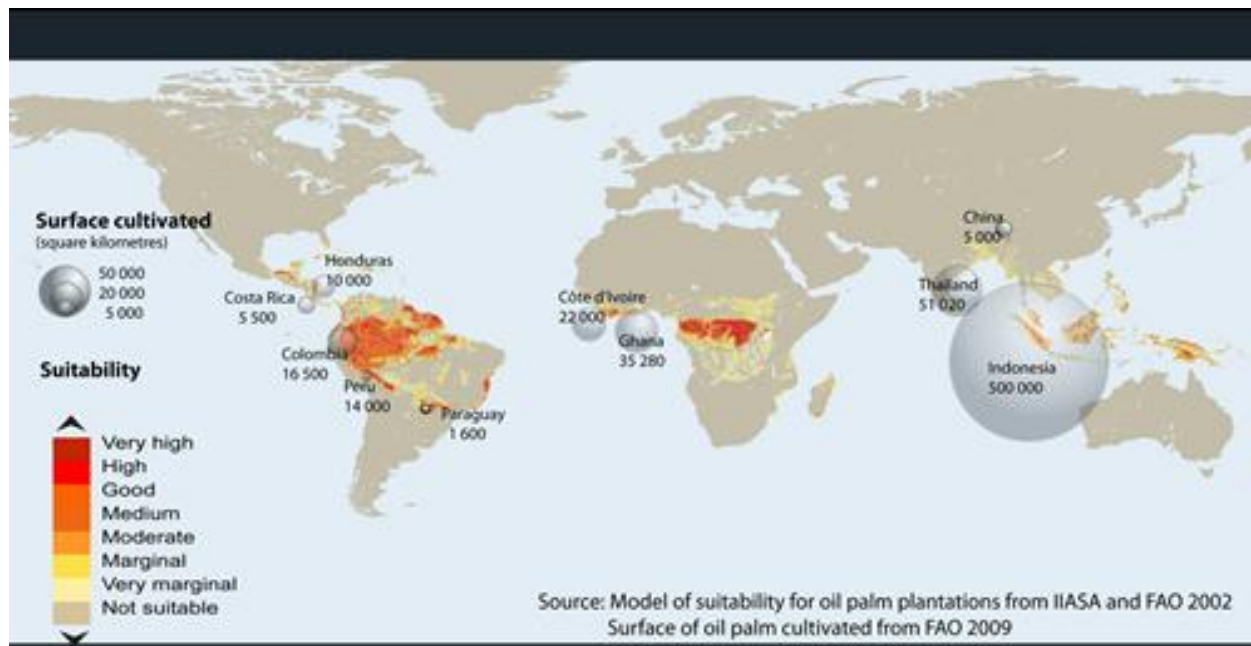 Surface cultivated
(square kilometres)
50 000
20 000
5 000
Suitability
Very high
High
Good
Medium
Moderate
Marginal
Very marginal
Not suitable
Honduras
10 000
Costa Rica
5 500
Colombia
16 500
Peru
14 000
Paraguay
1 600
Côte d'Ivoire
22 000
Ghana
35 280
China
5 000
Thailand
51 020
Indonesia
500 000
Source: Model of suitability for oil palm plantations from IIASA and FAO 2002
Surface of oil palm cultivated from FAO 2009